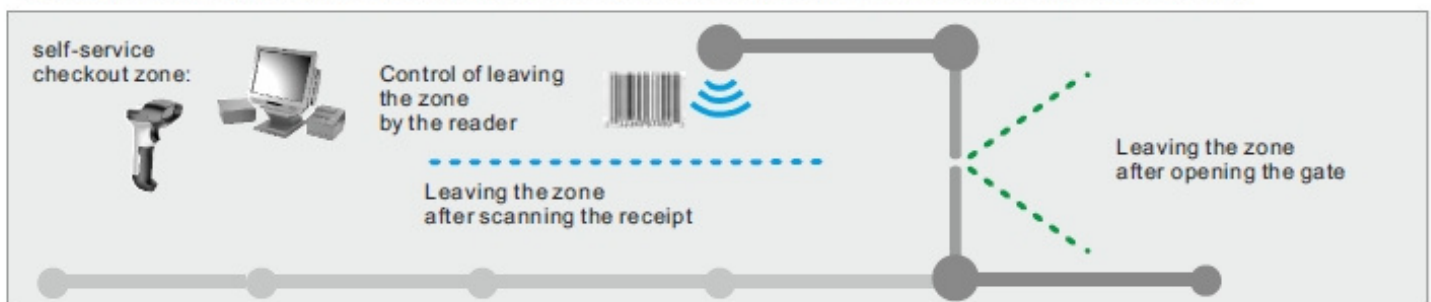 self-service
checkout zone:
Control of leaving
the zone
by the reader
Leaving the zone
after scanning the receipt
Leaving the zone
after opening the gate